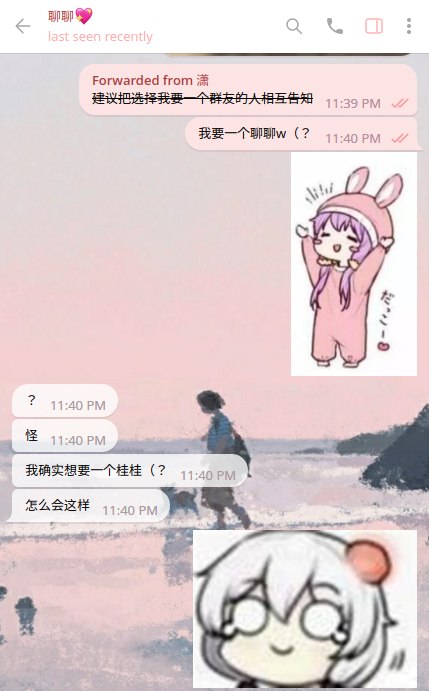 聊聊💖
last seen recently
Forwarded from 潇
建议把选择我要一个群友的人相互告知 11:39 PM
我要一个聊聊w（？ 11:40 PM
だっこー
？ 11:40 PM
怪 11:40 PM
我确实想要一个桂桂（？ 11:40 PM
怎么会这样 11:40 PM